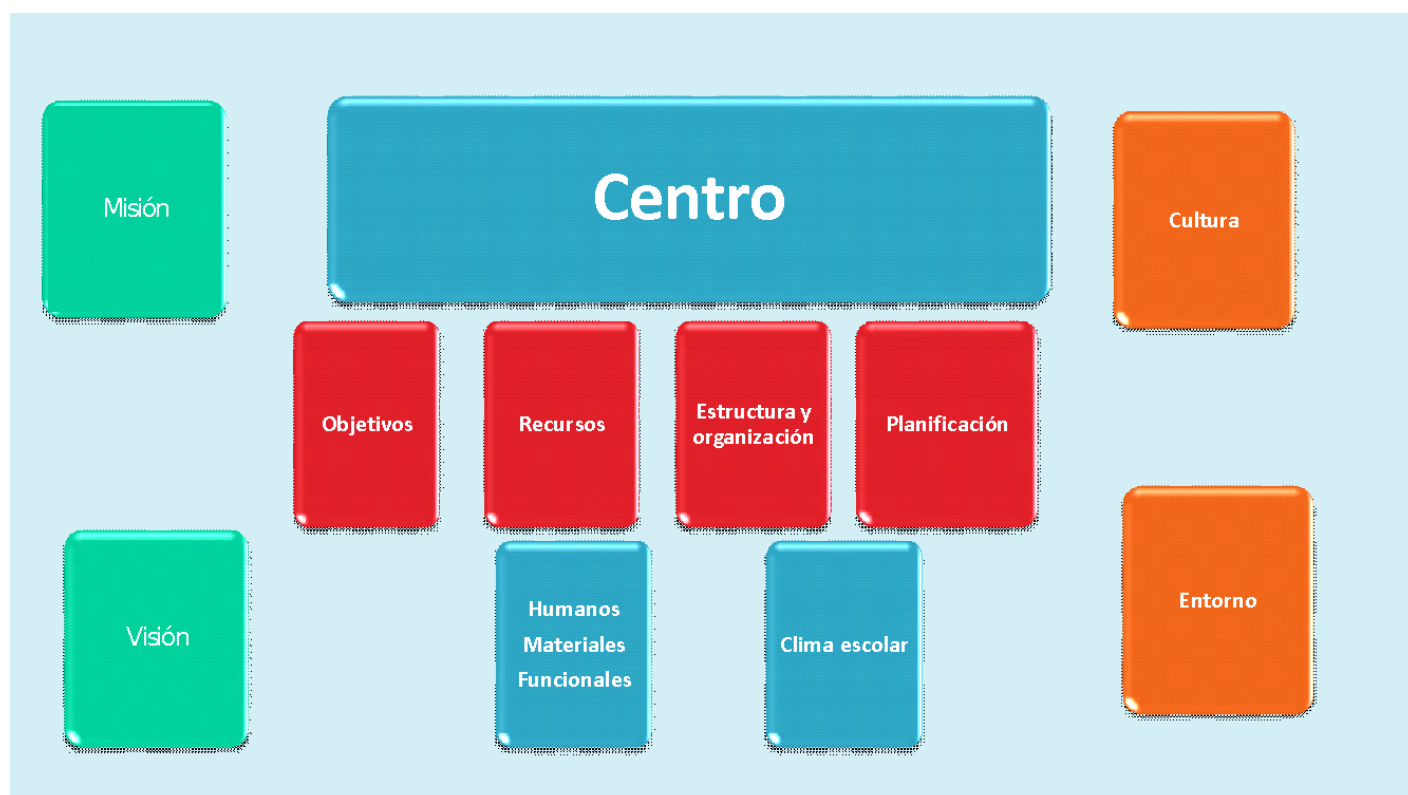 Misión
Centro
Cultura
Objetivos
Recursos
Estructura y
organización
Planificación
Visión
Humanos
Materiales
Funcionales
Clima escolar
Entorno